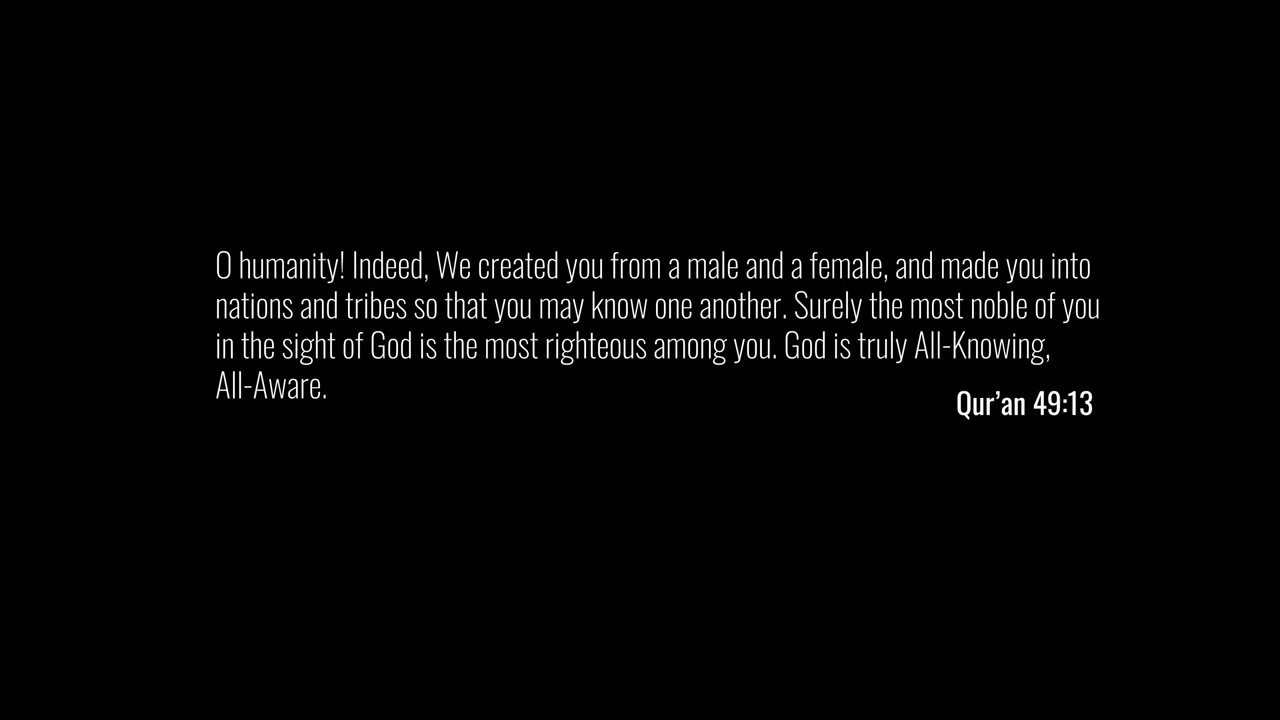 O humanity! Indeed, We created you from a male and a female, and made you into
nations and tribes so that you may know one another. Surely the most noble of you
in the sight of God is the most righteous among you. God is truly All-Knowing,
All-Aware.
Qur’an 49:13